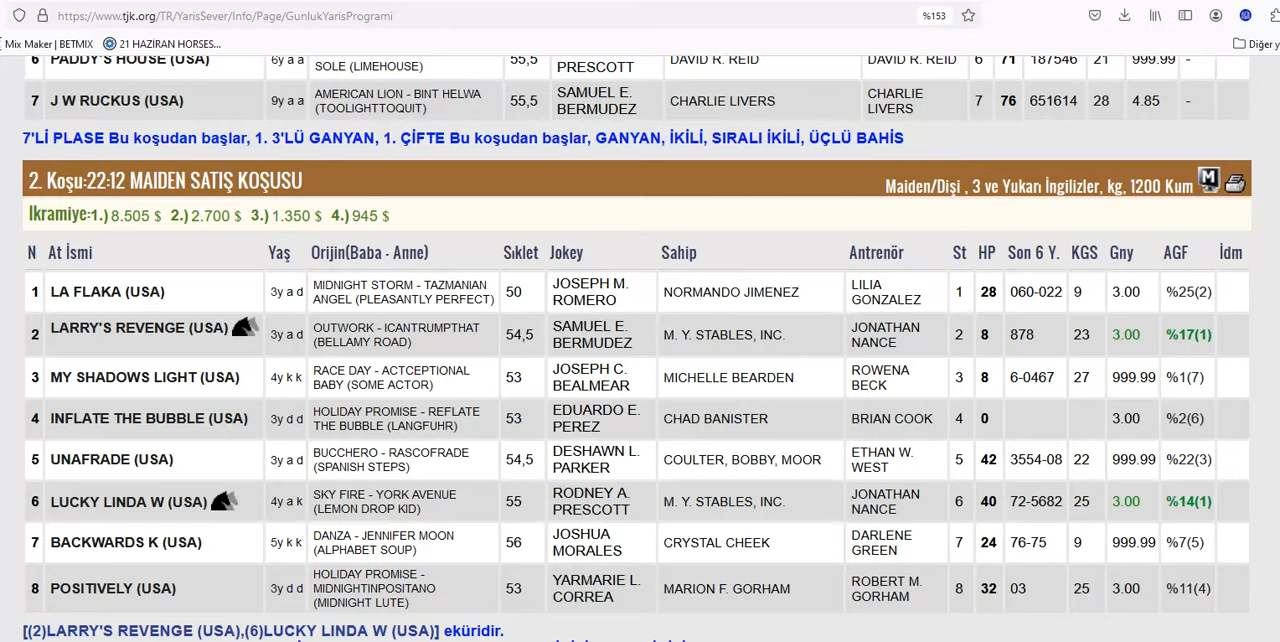 https://www.tjk.org/TR/YarisSever/Info/Page/GunlukYarisProgrami %153
Mix Maker | BETMIX 21 HAZİRAN HORSES... Diğer y
6 PADDY'S HOUSE (USA) 6y a a SOLE (LIMEHOUSE) 55,5 PRESCOTT DAVID R. REID DAVID R. REID 6 71 187546 21 999.99 -
7 J W RUCKUS (USA) 9y a a AMERICAN LION - BINT HELWA (TOOLIGHTTOQUIT) 55,5 SAMUEL E. BERMUDEZ CHARLIE LIVERS CHARLIE LIVERS 7 76 651614 28 4.85 -
7'Lİ PLASE Bu koşudan başlar, 1. 3'LÜ GANYAN, 1. ÇİFTE Bu koşudan başlar, GANYAN, İKİLİ, SIRALI İKİLİ, ÜÇLÜ BAHİS
2. Koşu:22:12 MAIDEN SATIŞ KOŞUSU Maiden/Dişi , 3 ve Yukarı İngilizler, kg, 1200 Kum M
İkramiye:1.) 8.505 $ 2.) 2.700 $ 3.) 1.350 $ 4.) 945 $
N At İsmi Yaş Orijin(Baba - Anne) Sıklet Jokey Sahip Antrenör St HP Son 6 Y. KGS Gny AGF İdm
1 LA FLAKA (USA) 3y a d MIDNIGHT STORM - TAZMANIAN ANGEL (PLEASANTLY PERFECT) 50 JOSEPH M. ROMERO NORMANDO JIMENEZ LILIA GONZALEZ 1 28 060-022 9 3.00 %25(2)
2 LARRY'S REVENGE (USA) 3y a d OUTWORK - ICANTRUMPTHAT (BELLAMY ROAD) 54,5 SAMUEL E. BERMUDEZ M. Y. STABLES, INC. JONATHAN NANCE 2 8 878 23 3.00 %17(1)
3 MY SHADOWS LIGHT (USA) 4y k k RACE DAY - ACTCEPTIONAL BABY (SOME ACTOR) 53 JOSEPH C. BEALMEAR MICHELLE BEARDEN ROWENA BECK 3 8 6-0467 27 999.99 %1(7)
4 INFLATE THE BUBBLE (USA) 3y d d HOLIDAY PROMISE - REFLATE THE BUBBLE (LANGFUHR) 53 EDUARDO E. PEREZ CHAD BANISTER BRIAN COOK 4 0 3.00 %2(6)
5 UNAFRADE (USA) 3y a d BUCCHERO - RASCOFRADE (SPANISH STEPS) 54,5 DESHAWN L. PARKER COULTER, BOBBY, MOOR ETHAN W. WEST 5 42 3554-08 22 999.99 %22(3)
6 LUCKY LINDA W (USA) 4y a k SKY FIRE - YORK AVENUE (LEMON DROP KID) 55 RODNEY A. PRESCOTT M. Y. STABLES, INC. JONATHAN NANCE 6 40 72-5682 25 3.00 %14(1)
7 BACKWARDS K (USA) 5y k k DANZA - JENNIFER MOON (ALPHABET SOUP) 56 JOSHUA MORALES CRYSTAL CHEEK DARLENE GREEN 7 24 76-75 9 999.99 %7(5)
8 POSITIVELY (USA) 3y d d HOLIDAY PROMISE - MIDNIGHTINPOSITANO (MIDNIGHT LUTE) 53 YARMARIE L. CORREA MARION F. GORHAM ROBERT M. GORHAM 8 32 03 25 3.00 %11(4)
[(2)LARRY'S REVENGE (USA),(6)LUCKY LINDA W (USA)] eküridir.